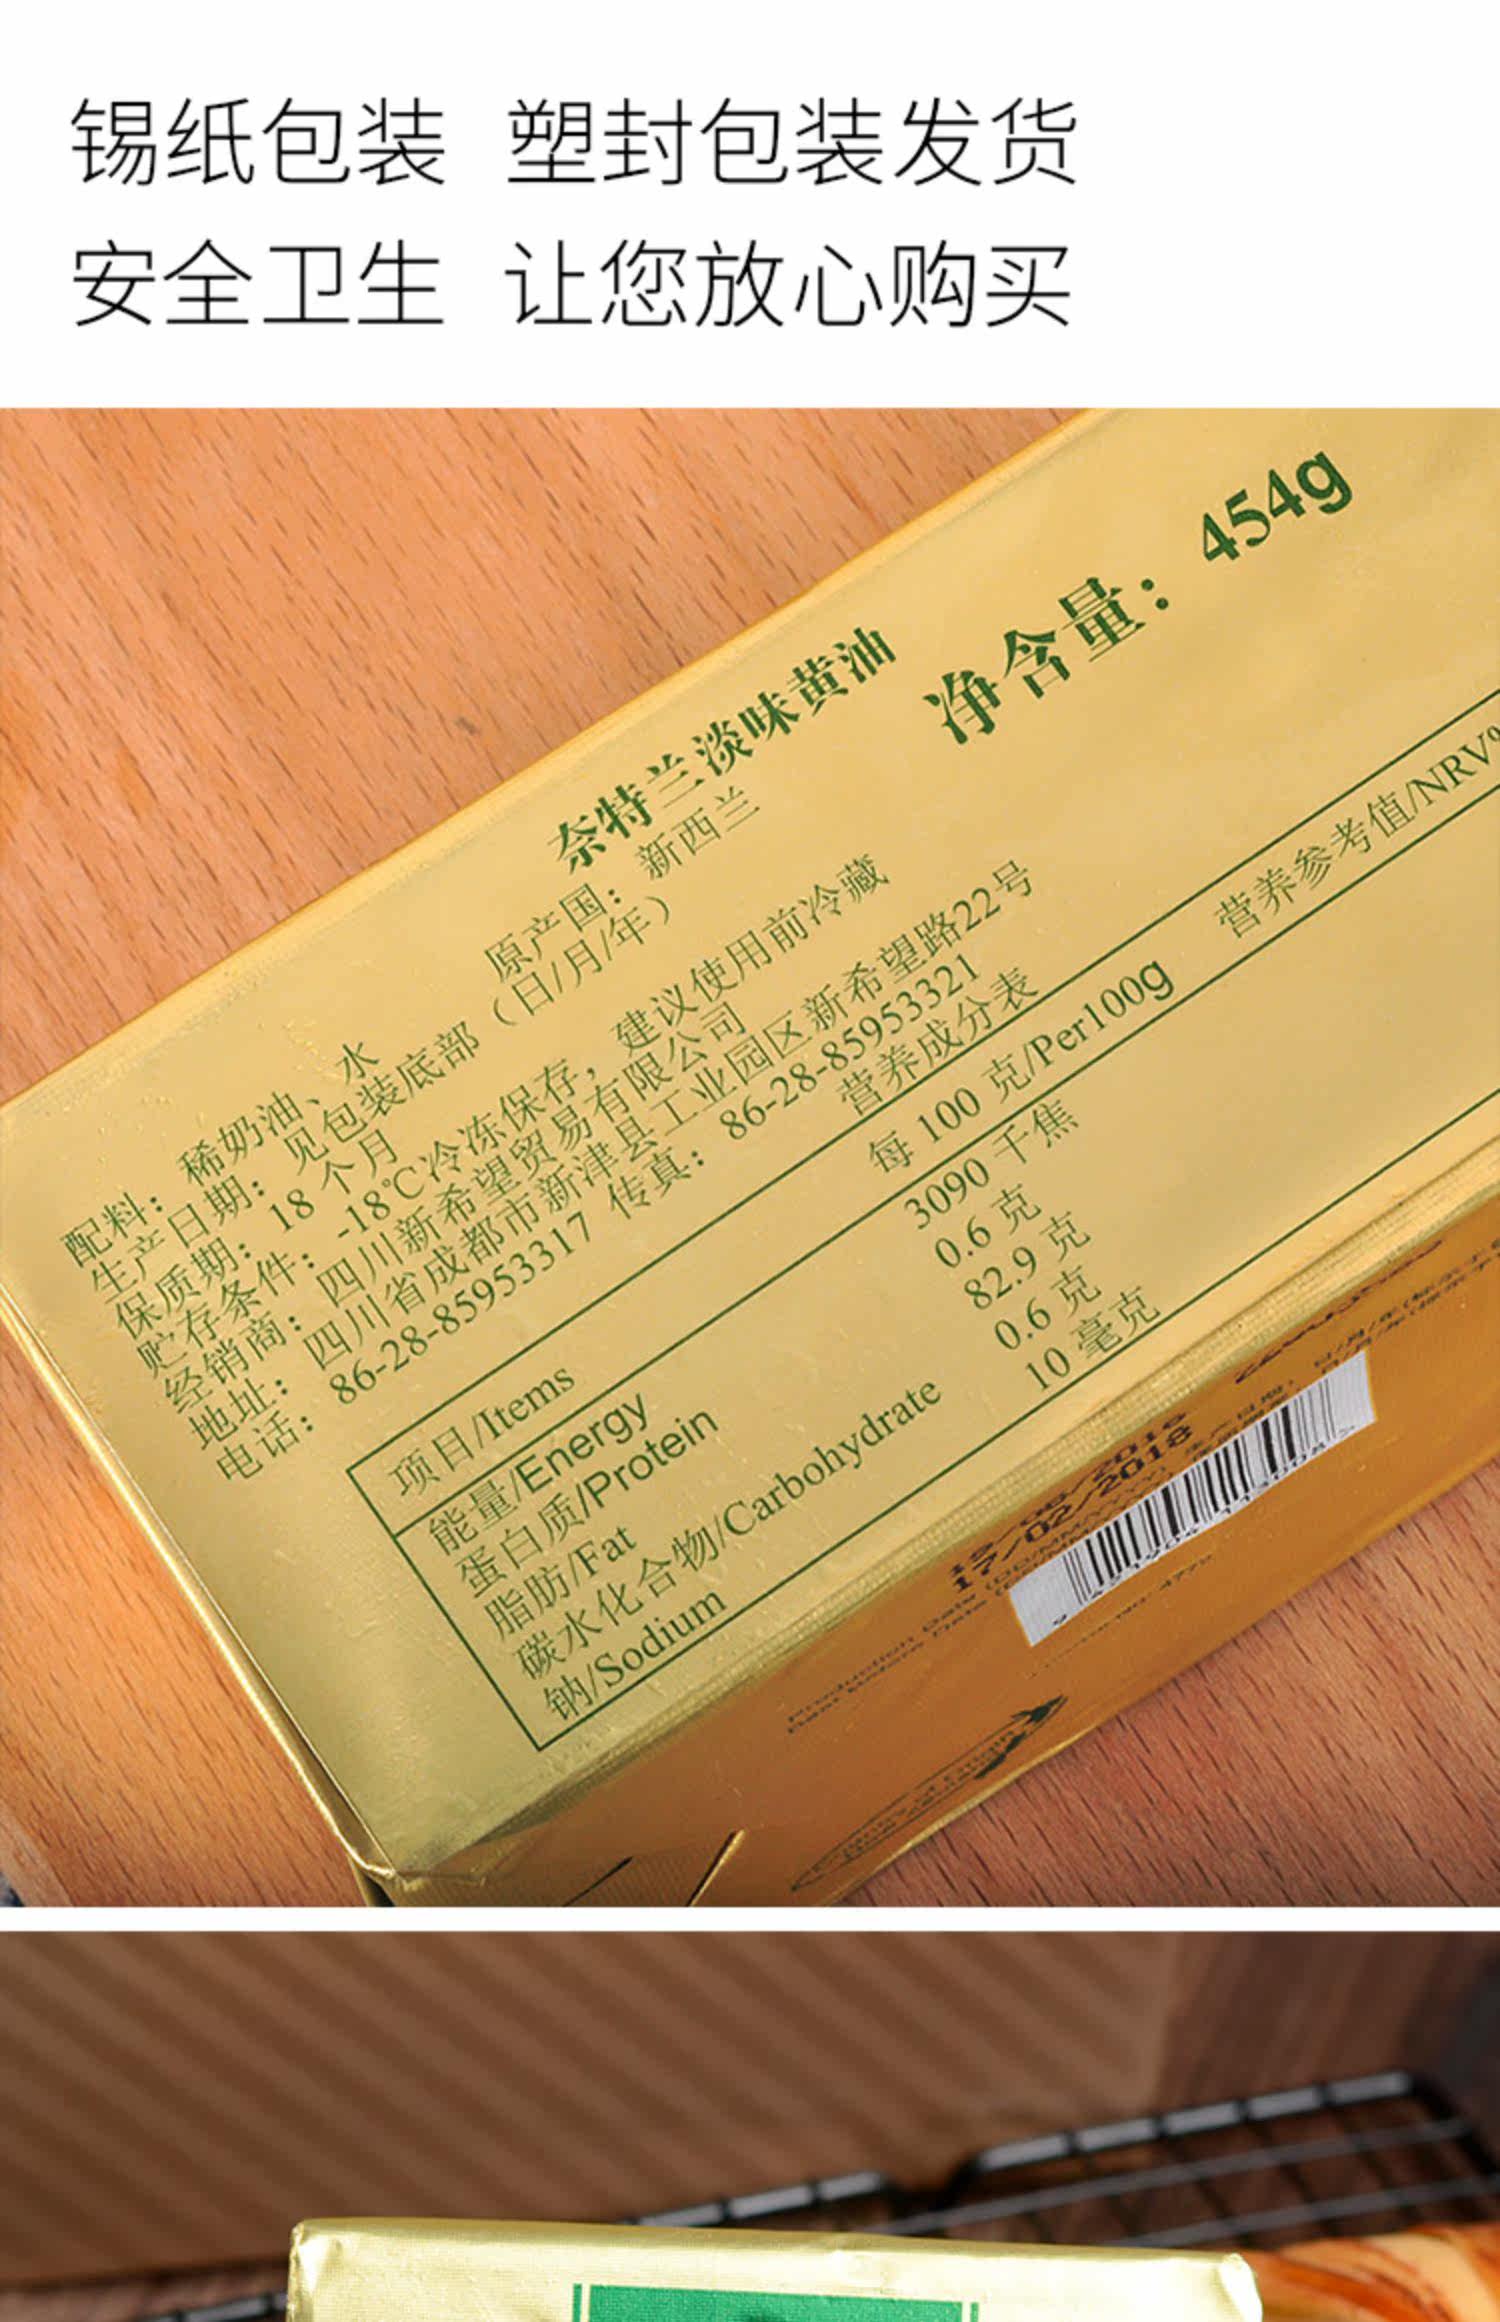 锡纸包装 塑封包装发货
安全卫生 让您放心购买
奈特兰淡味黄油
净含量：454g
原产国：新西兰
配料：稀奶油、水
生产日期：见包装底部（日/月/年）
保质期：18个月
贮存条件：-18℃冷冻保存，建议使用前冷藏
经销商：四川新希望贸易有限公司
地址：四川省成都市新津县工业园区新希望路22号
电话：86-28-85953317 传真：86-28-85953321
营养成分表
项目/Items 每 100 克/Per100g 营养参考值/NRV%
能量/Energy 3090 千焦
蛋白质/Protein 0.6 克
脂肪/Fat 82.9 克
碳水化合物/Carbohydrate 0.6 克
钠/Sodium 10 毫克
17/02/2018
Production Date
Best Before Date